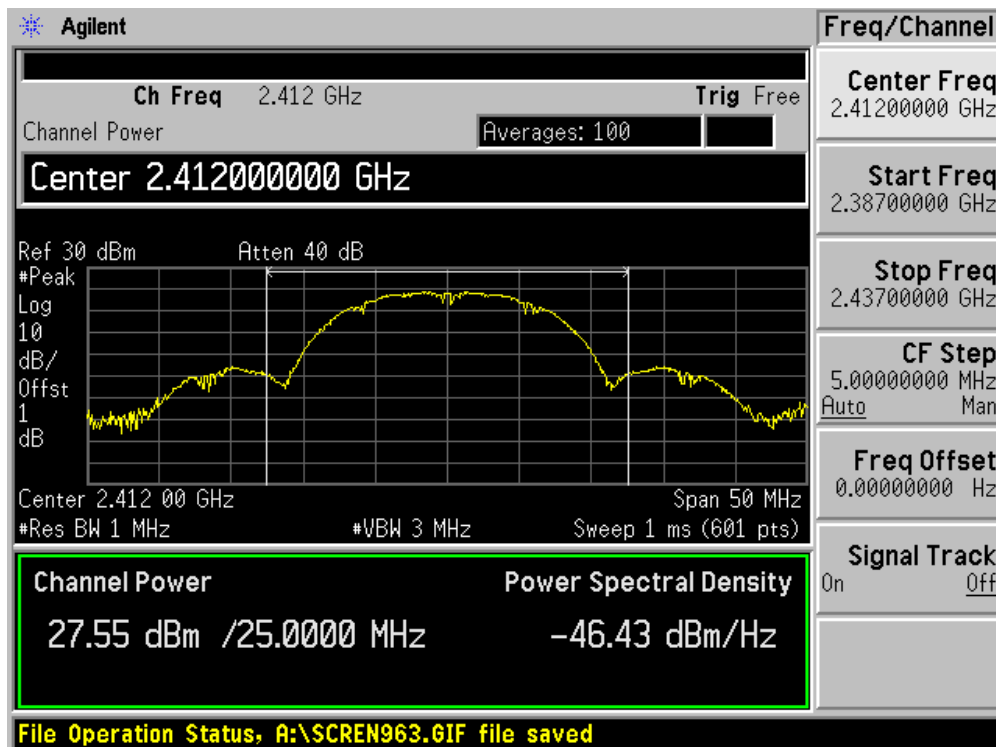 Agilent
Freq/Channel
Ch Freq 2.412 GHz Trig Free
Channel Power Averages: 100
Center 2.412000000 GHz
Ref 30 dBm Atten 40 dB
#Peak
Log
10
dB/
Offst
1
dB
Center 2.412 00 GHz Span 50 MHz
#Res BW 1 MHz #VBW 3 MHz Sweep 1 ms (601 pts)
Channel Power Power Spectral Density
27.55 dBm /25.0000 MHz -46.43 dBm/Hz
File Operation Status, A:\SCREN963.GIF file saved
Center Freq
2.41200000 GHz
Start Freq
2.38700000 GHz
Stop Freq
2.43700000 GHz
CF Step
5.00000000 MHz
Auto Man
Freq Offset
0.00000000 Hz
Signal Track
On Off